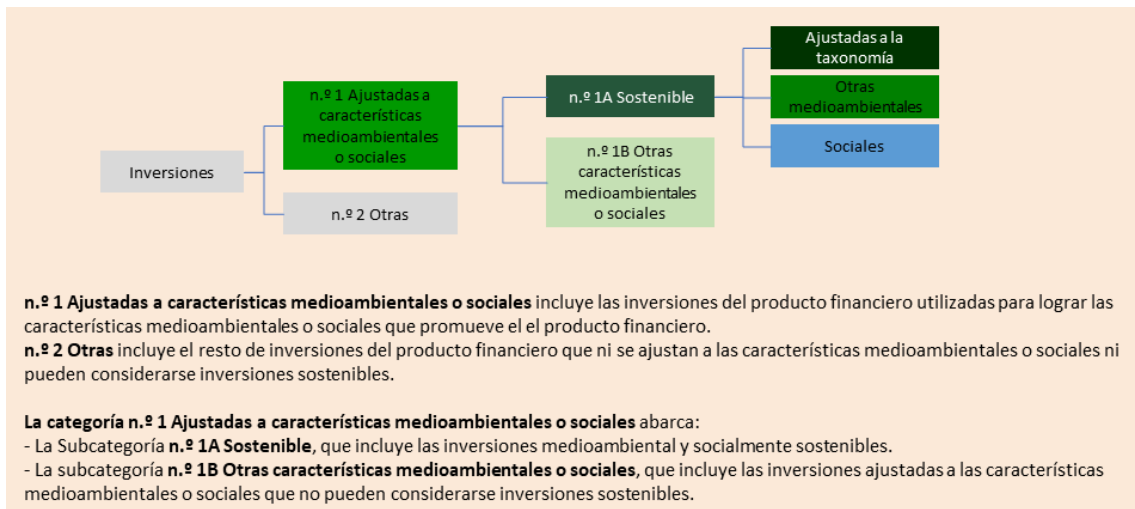 Inversiones
n.º 1 Ajustadas a
características
medioambientales
o sociales
n.º 2 Otras
n.º 1A Sostenible
n.º 1B Otras
características
medioambientales
o sociales
Ajustadas a la
taxonomía
Otras
medioambientales
Sociales
n.º 1 Ajustadas a características medioambientales o sociales incluye las inversiones del producto financiero utilizadas para lograr las
características medioambientales o sociales que promueve el el producto financiero.
n.º 2 Otras incluye el resto de inversiones del producto financiero que ni se ajustan a las características medioambientales o sociales ni
pueden considerarse inversiones sostenibles.
La categoría n.º 1 Ajustadas a características medioambientales o sociales abarca:
- La Subcategoría n.º 1A Sostenible, que incluye las inversiones medioambiental y socialmente sostenibles.
- La subcategoría n.º 1B Otras características medioambientales o sociales, que incluye las inversiones ajustadas a las características
medioambientales o sociales que no pueden considerarse inversiones sostenibles.